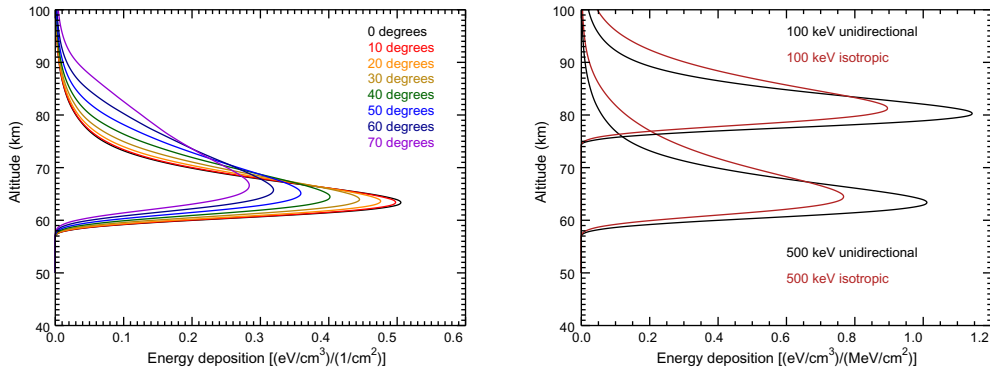 100
90
80
70
60
50
40
Altitude (km)
0.0 0.1 0.2 0.3 0.4 0.5 0.6
Energy deposition [(eV/cm³)/(1/cm²)]
0 degrees
10 degrees
20 degrees
30 degrees
40 degrees
50 degrees
60 degrees
70 degrees
100
90
80
70
60
50
40
Altitude (km)
0.0 0.2 0.4 0.6 0.8 1.0
Energy deposition [(eV/cm³)/(MeV/cm²)]
100 keV unidirectional
100 keV isotropic
500 keV unidirectional
500 keV isotropic